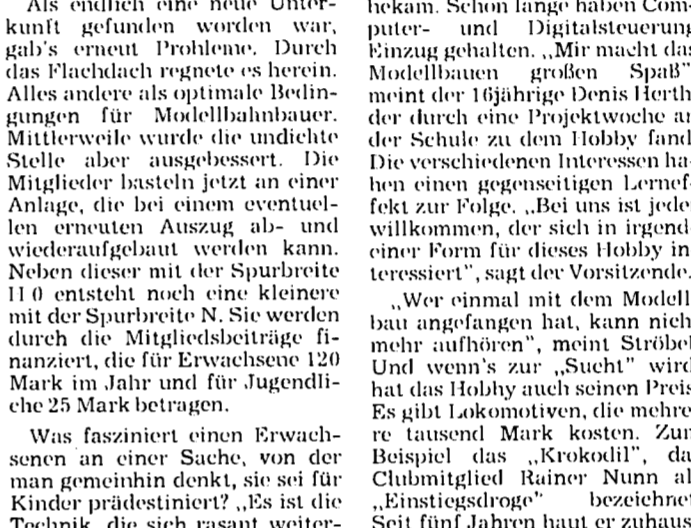 Als endlich eine neue Unter-
kunft gefunden worden war,
gab's erneut Probleme. Durch
das Flachdach regnete es herein.
Alles andere als optimale Bedin-
gungen für Modellbahnbauer.
Mittlerweile wurde die undichte
Stelle aber ausgebessert. Die
Mitglieder basteln jetzt an einer
Anlage, die bei einem eventuel-
len erneuten Auszug ab- und
wiederaufgebaut werden kann.
Neben dieser mit der Spurbreite
H 0 entsteht noch eine kleinere
mit der Spurbreite N. Sie werden
durch die Mitgliedsbeiträge fi-
nanziert, die für Erwachsene 120
Mark im Jahr und für Jugendli-
che 25 Mark betragen.
Was fasziniert einen Erwach-
senen an einer Sache, von der
man gemeinhin denkt, sie sei für
Kinder prädestiniert? „Es ist die
Technik, die sich rasant weiter-
bekam. Schon lange haben Com-
puter- und Digitalsteuerung
Einzug gehalten. „Mir macht das
Modellbauen großen Spaß"
meint der 16jährige Denis Herth
der durch eine Projektwoche an
der Schule zu dem Hobby fand
Die verschiedenen Interessen ha-
ben einen gegenseitigen Lernef-
fekt zur Folge. „Bei uns ist jede
willkommen, der sich in irgend
einer Form für dieses Hobby in
teressiert", sagt der Vorsitzende.
„Wer einmal mit dem Modell
bau angefangen hat, kann nich
mehr aufhören", meint Ströbel
Und wenn's zur „Sucht" wird
hat das Hobby auch seinen Preis
Es gibt Lokomotiven, die mehre
re tausend Mark kosten. Zum
Beispiel das „Krokodil", da
Clubmitglied Rainer Nunn al
„Einstiegsdroge" bezeichne
Seit fünf Jahren baut er zuhaus